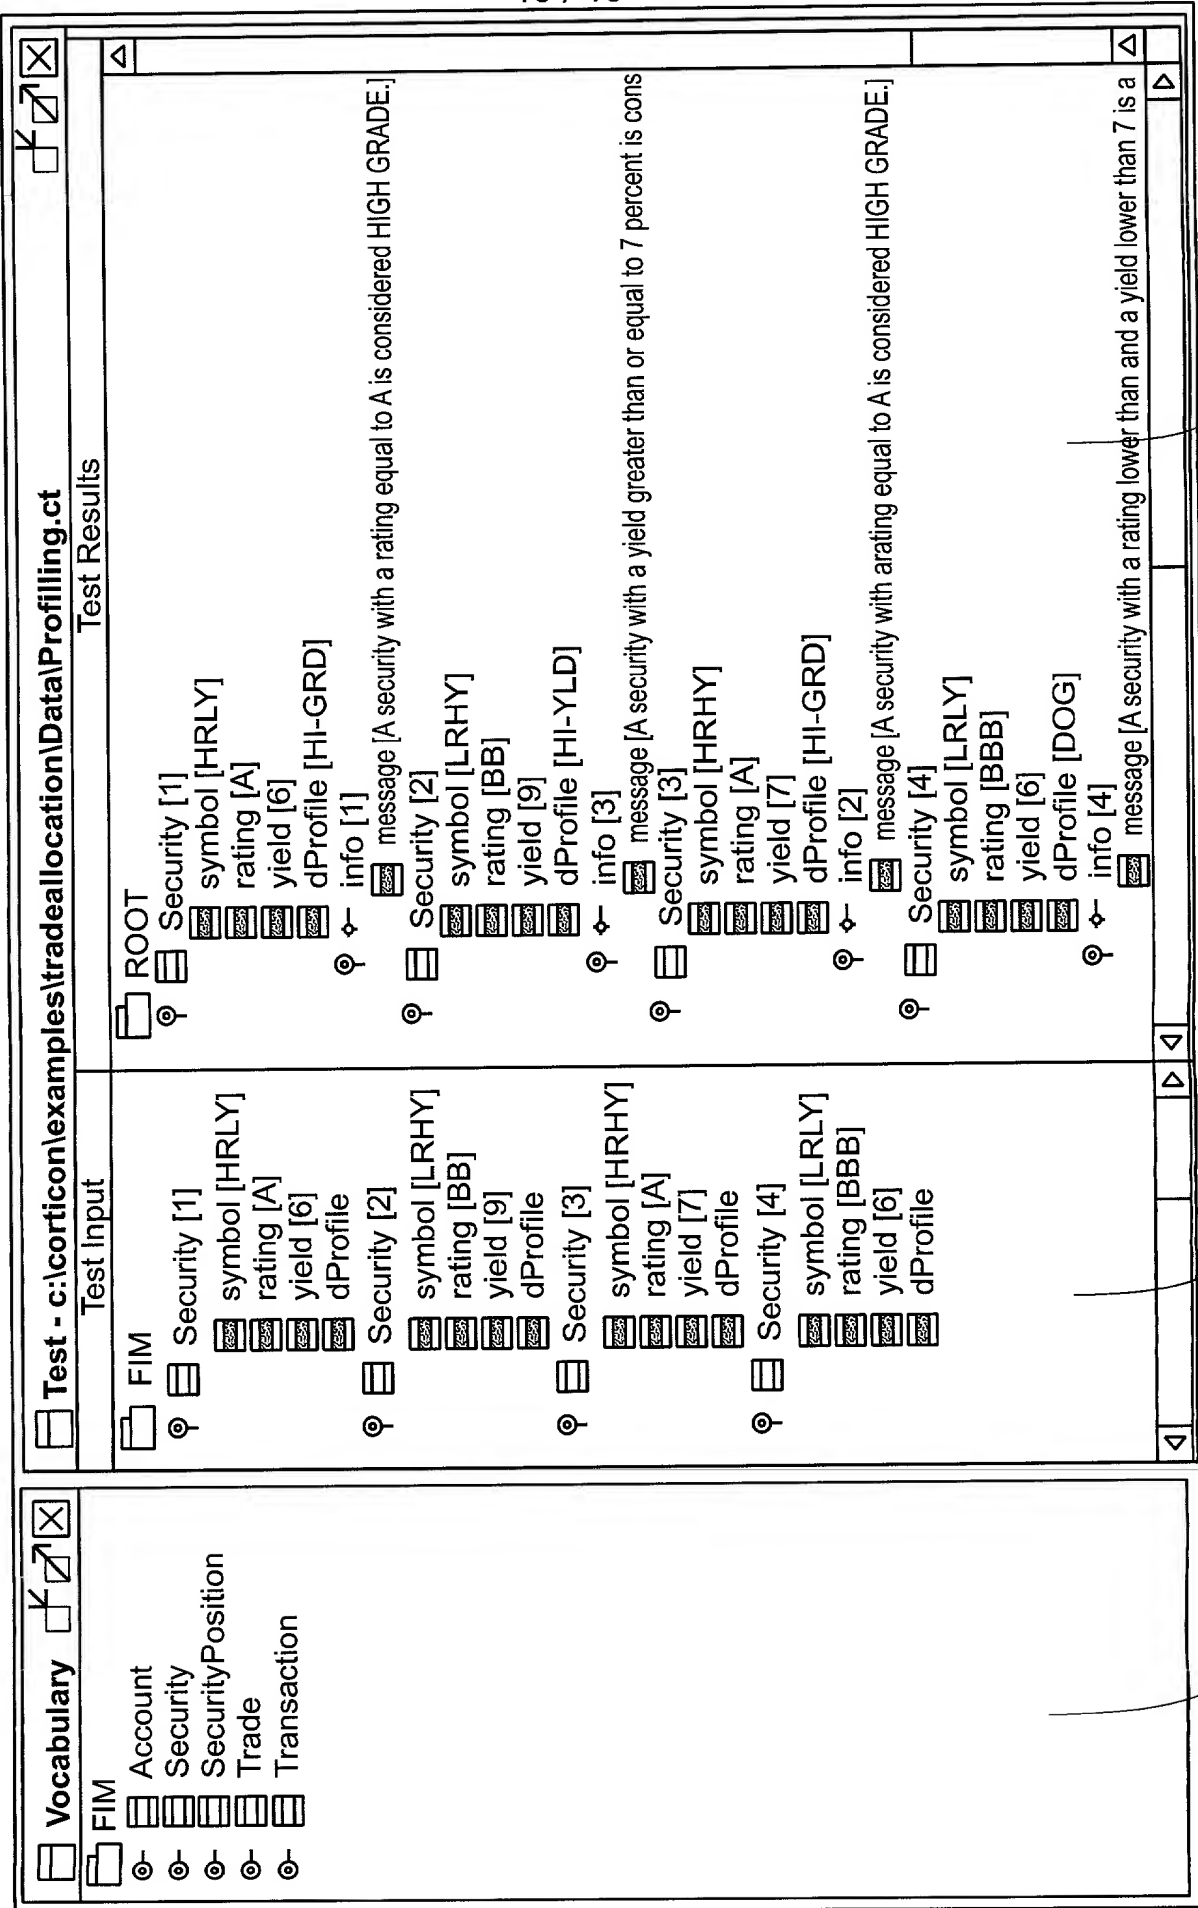 Vocabulary
FIM
Account
Security
SecurityPosition
Trade
Transaction
Test - c:\corticon\examples\tradeallocation\Data\Profilling.ct
Test Input
FIM
Security [1]
symbol [HRLY]
rating [A]
yield [6]
dProfile
Security [2]
symbol [LRHY]
rating [BB]
yield [9]
dProfile
Security [3]
symbol [HRHY]
rating [A]
yield [7]
dProfile
Security [4]
symbol [LRLY]
rating [BBB]
yield [6]
dProfile
Test Results
ROOT
Security [1]
symbol [HRLY]
rating [A]
yield [6]
dProfile [HI-GRD]
info [1]
message [A security with a rating equal to A is considered HIGH GRADE.]
Security [2]
symbol [LRHY]
rating [BB]
yield [9]
dProfile [HI-YLD]
info [3]
message [A security with a yield greater than or equal to 7 percent is cons
Security [3]
symbol [HRHY]
rating [A]
yield [7]
dProfile [HI-GRD]
info [2]
message [A security with arating equal to A is considered HIGH GRADE.]
Security [4]
symbol [LRLY]
rating [BBB]
yield [6]
dProfile [DOG]
info [4]
message [A security with a rating lower than and a yield lower than 7 is a